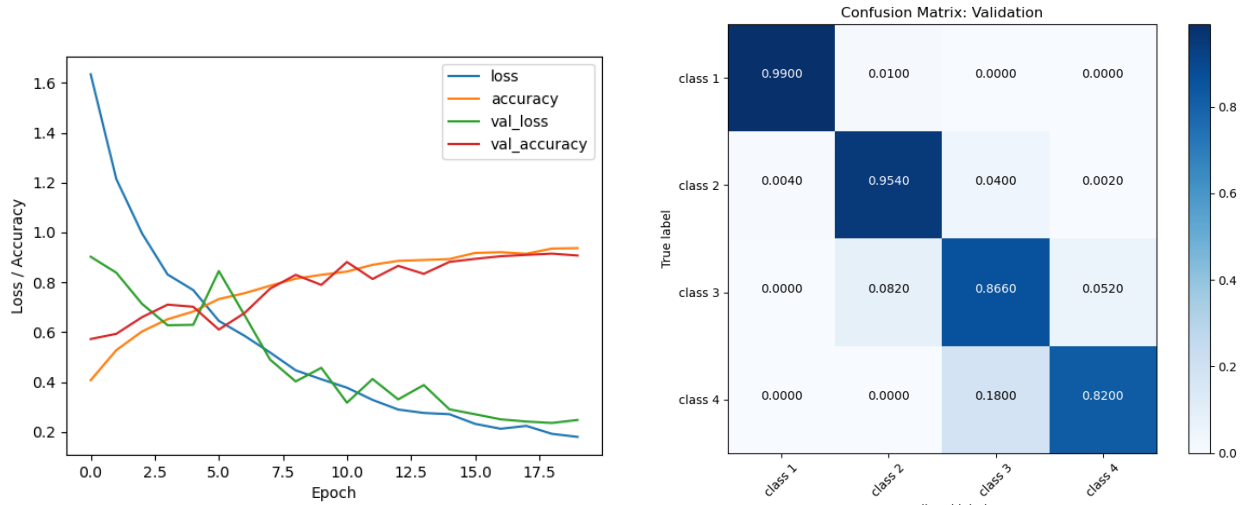 1.6
1.4
1.2
1.0
0.8
0.6
0.4
0.2
Loss / Accuracy
loss
accuracy
val_loss
val_accuracy
0.0 2.5 5.0 7.5 10.0 12.5 15.0 17.5
Epoch
Confusion Matrix: Validation
True label
class 1 0.9900 0.0100 0.0000 0.0000
class 2 0.0040 0.9540 0.0400 0.0020
class 3 0.0000 0.0820 0.8660 0.0520
class 4 0.0000 0.0000 0.1800 0.8200
class 1 class 2 class 3 class 4
0.8
0.6
0.4
0.2
0.0